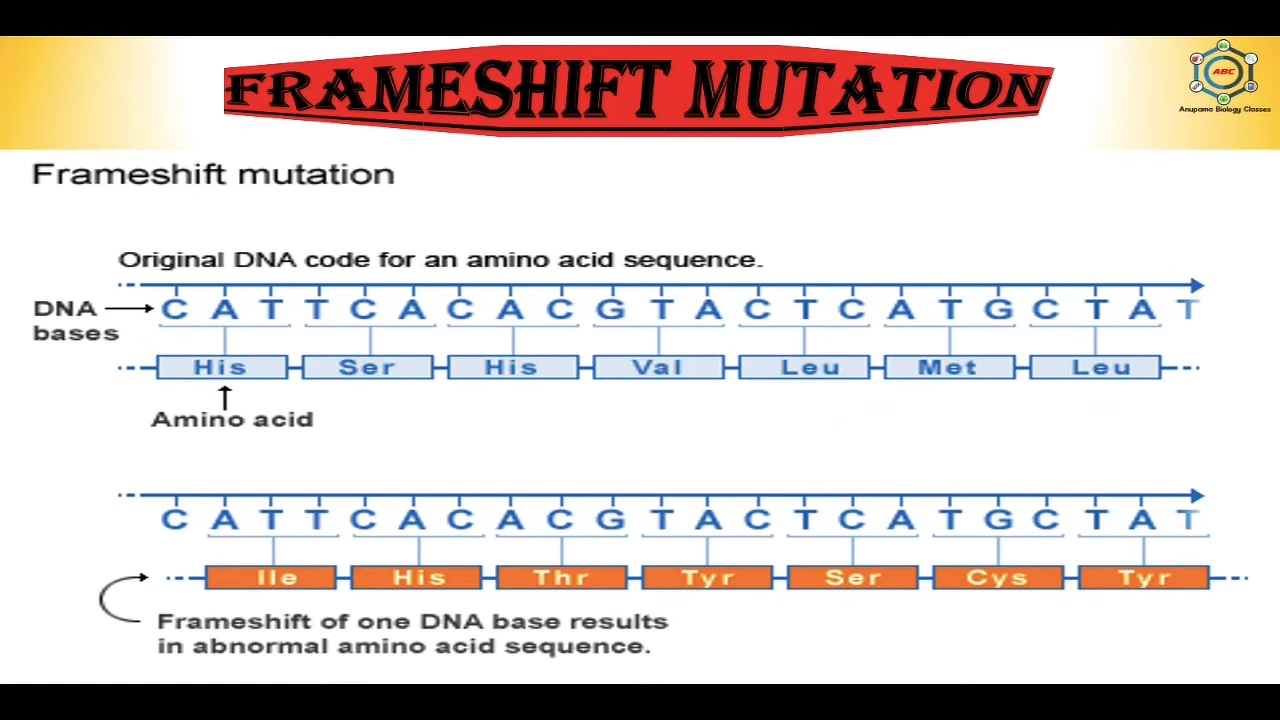 FRAMESHIFT MUTATION
ABC
Anupama Biology Classes
Frameshift mutation
Original DNA code for an amino acid sequence.
DNA bases
C A T T C A C A C G T A C T C A T G C T A T
His Ser His Val Leu Met Leu
Amino acid
C A T T C A C A C G T A C T C A T G C T A T
Ile His Thr Tyr Ser Cys Tyr
Frameshift of one DNA base results
in abnormal amino acid sequence.